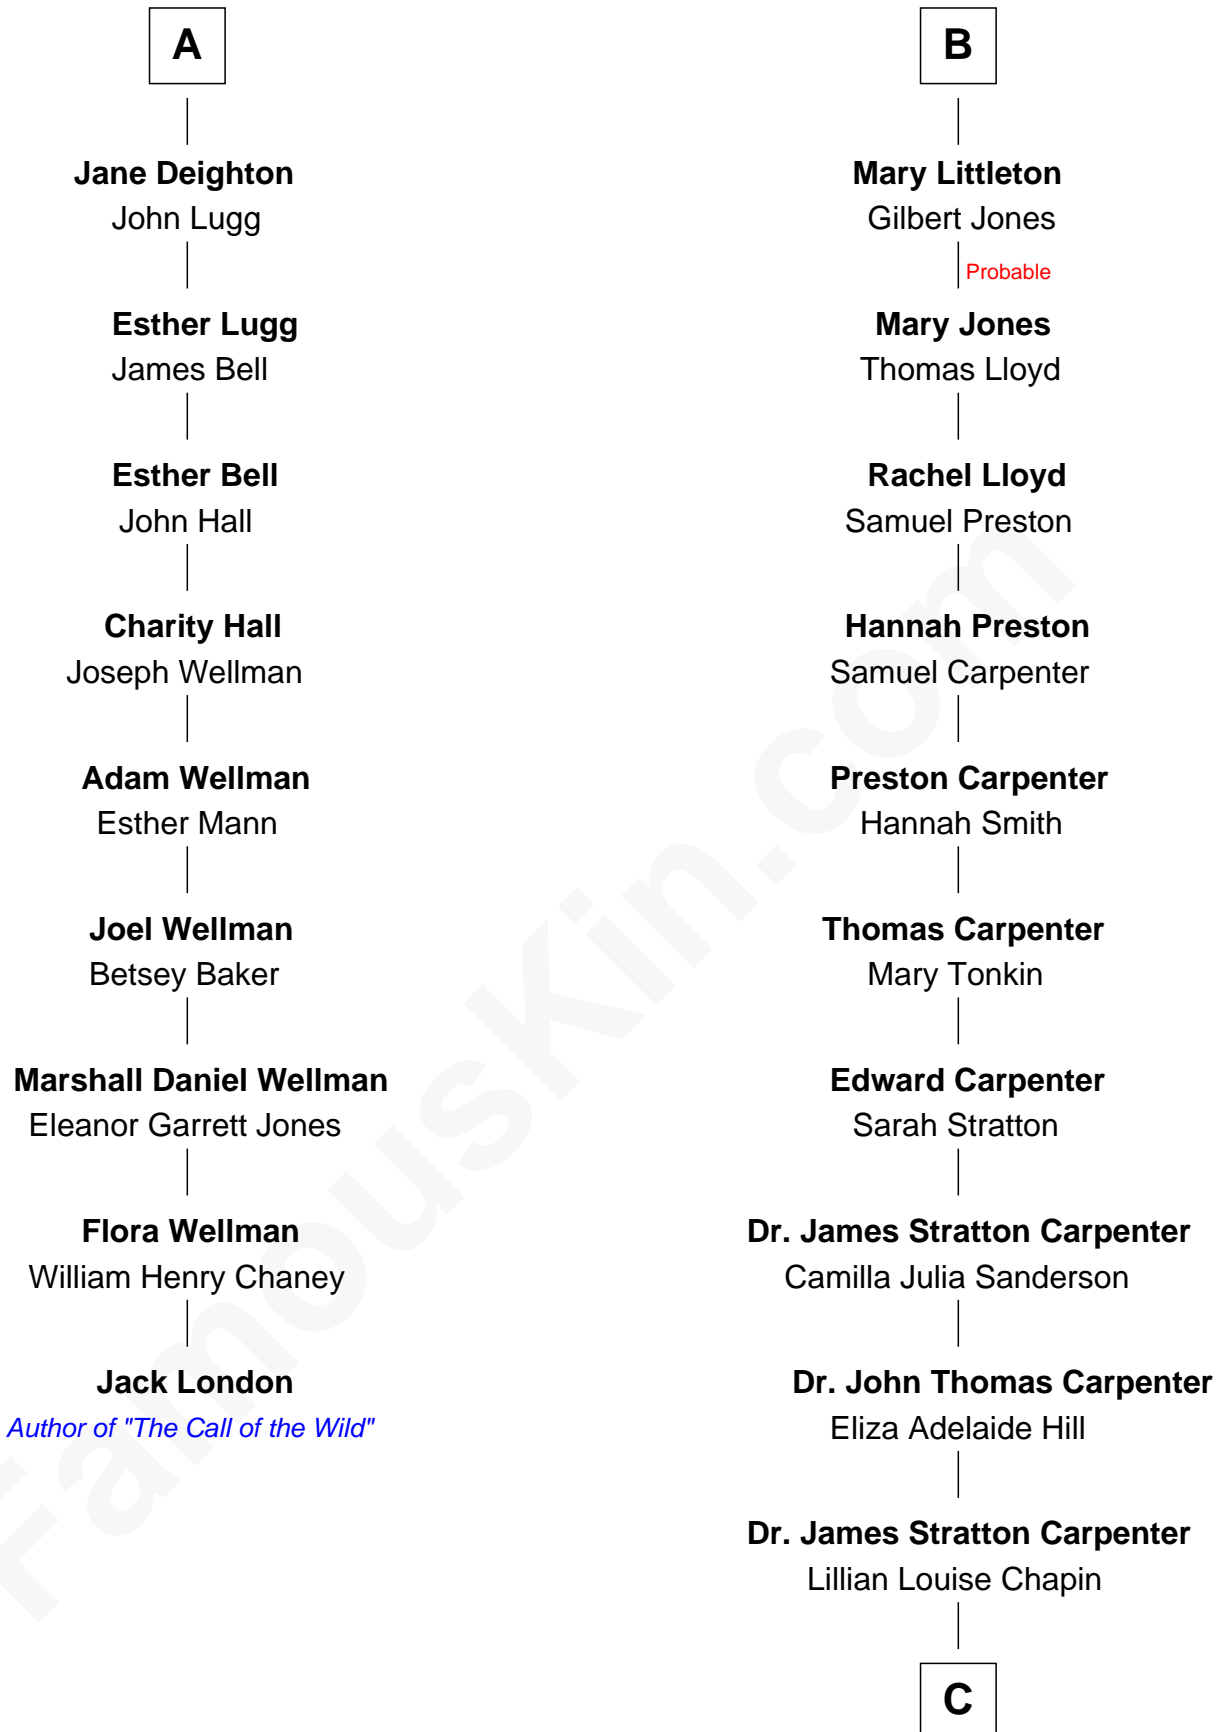 A
Jane Deighton
John Lugg
Esther Lugg
James Bell
Esther Bell
John Hall
Charity Hall
Joseph Wellman
Adam Wellman
Esther Mann
Joel Wellman
Betsey Baker
Marshall Daniel Wellman
Eleanor Garrett Jones
Flora Wellman
William Henry Chaney
Jack London
Author of "The Call of the Wild"
B
Mary Littleton
Gilbert Jones
Probable
Mary Jones
Thomas Lloyd
Rachel Lloyd
Samuel Preston
Hannah Preston
Samuel Carpenter
Preston Carpenter
Hannah Smith
Thomas Carpenter
Mary Tonkin
Edward Carpenter
Sarah Stratton
Dr. James Stratton Carpenter
Camilla Julia Sanderson
Dr. John Thomas Carpenter
Eliza Adelaide Hill
Dr. James Stratton Carpenter
Lillian Louise Chapin
C
FamousKin.com